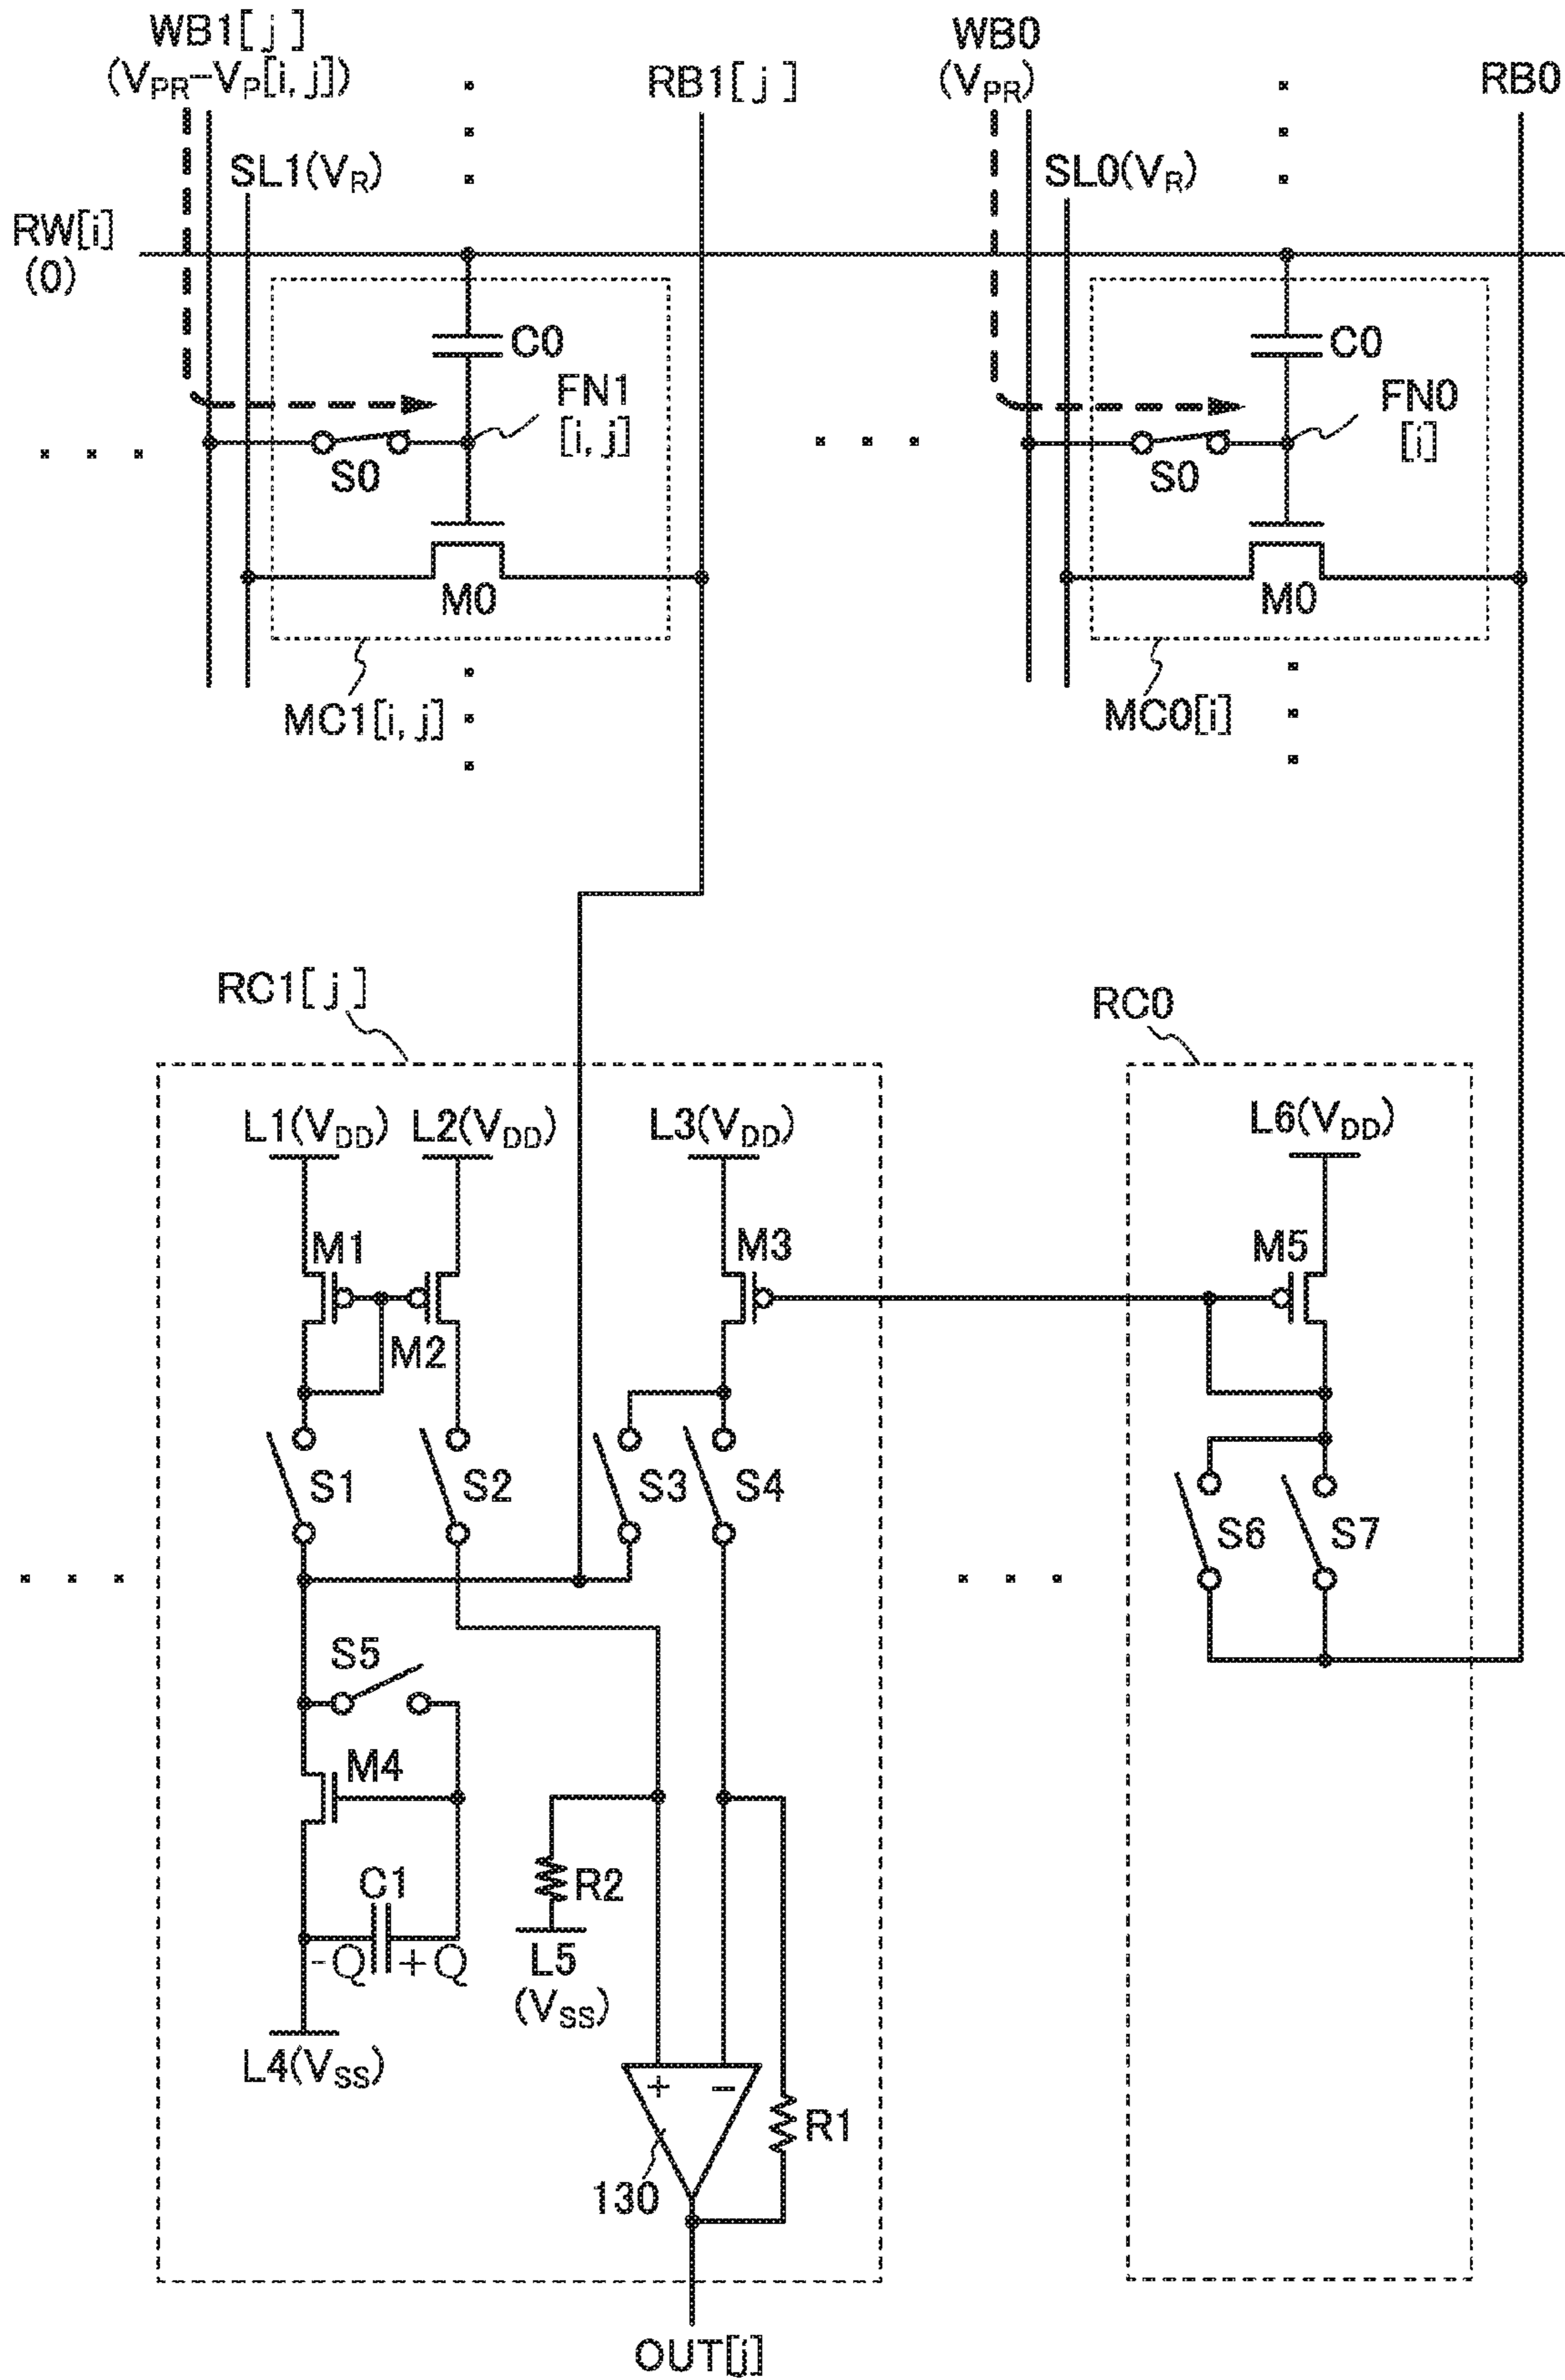 WB1[j]
(VPR-VP[i, j])
RB1[j]
WB0
(VPR)
RB0
SL1(VR)
SL0(VR)
RW[i]
(0)
C0
C0
FN1
[i, j]
FN0
[i]
S0
S0
M0
M0
MC1[i, j]
MC0[i]
RC1[j]
RC0
L1(VDD)
L2(VDD)
L3(VDD)
L6(VDD)
M1
M2
M3
M5
S1
S2
S3
S4
S6
S7
S5
M4
C1
-Q
+Q
R2
L5
(VSS)
L4(VSS)
+
-
R1
130
OUT[j]